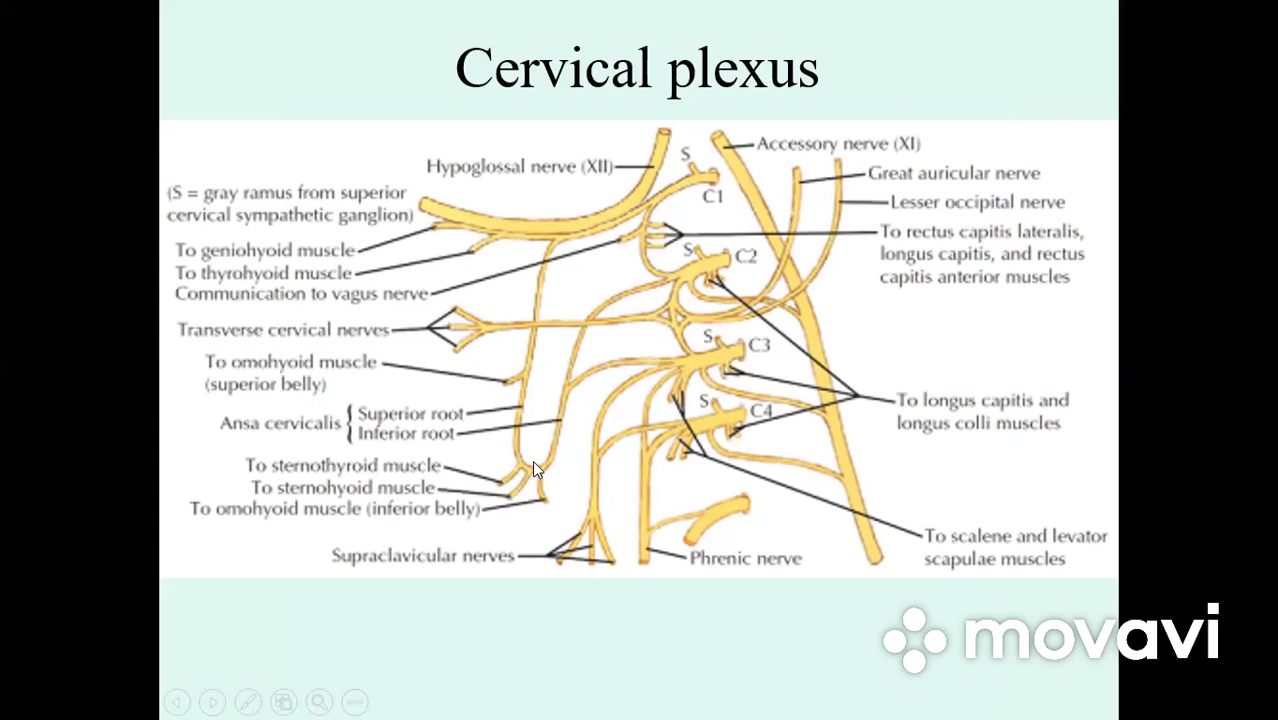 Cervical plexus
Hypoglossal nerve (XII)
S
Accessory nerve (XI)
Great auricular nerve
C1
Lesser occipital nerve
(S = gray ramus from superior
cervical sympathetic ganglion)
To geniohyoid muscle
To thyrohyoid muscle
Communication to vagus nerve
To rectus capitis lateralis,
longus capitis, and rectus
capitis anterior muscles
S
C2
Transverse cervical nerves
S
C3
To omohyoid muscle
(superior belly)
Ansa cervicalis
Superior root
Inferior root
S
C4
To longus capitis and
longus colli muscles
To sternothyroid muscle
To sternohyoid muscle
To omohyoid muscle (inferior belly)
Supraclavicular nerves
Phrenic nerve
To scalene and levator
scapulae muscles
movavi